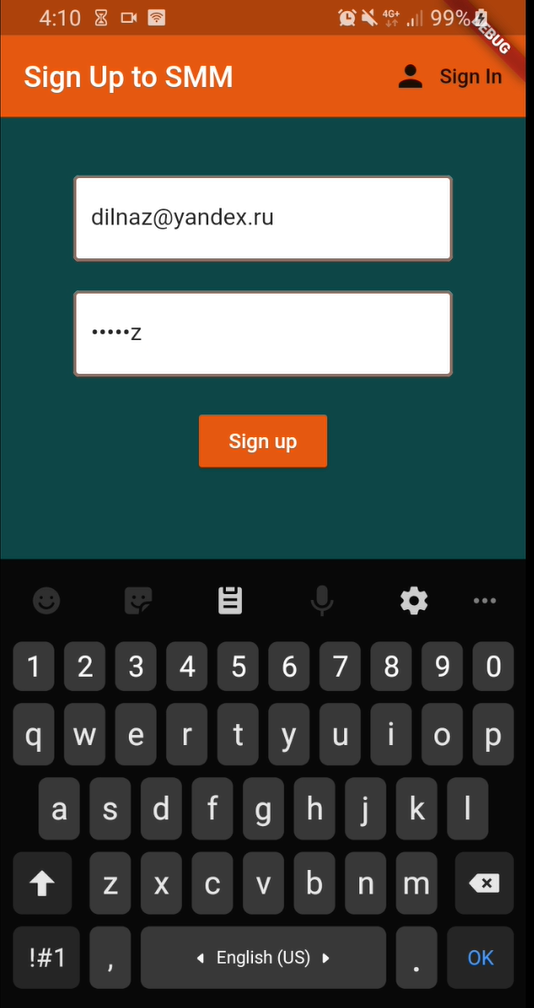 4:10 4G+ 99%
DEBUG
Sign Up to SMM Sign In
dilnaz@yandex.ru
•••••z
Sign up
1 2 3 4 5 6 7 8 9 0
q w e r t y u i o p
a s d f g h j k l
z x c v b n m
!#1 , English (US) . OK